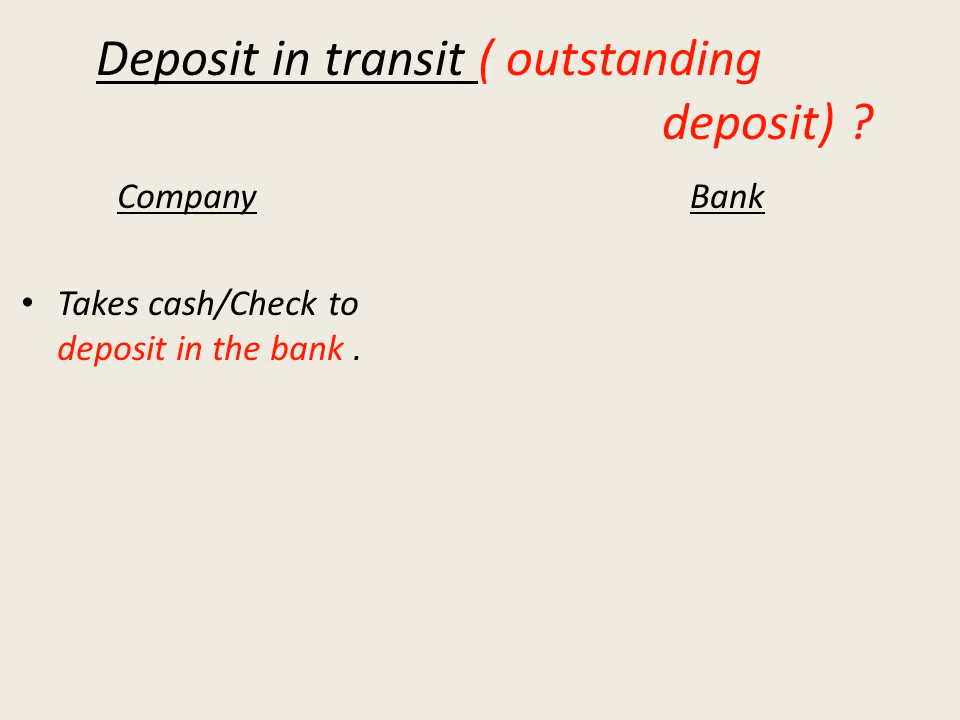 Deposit in transit ( outstanding
deposit) ?
Company
Bank
• Takes cash/Check to
deposit in the bank .